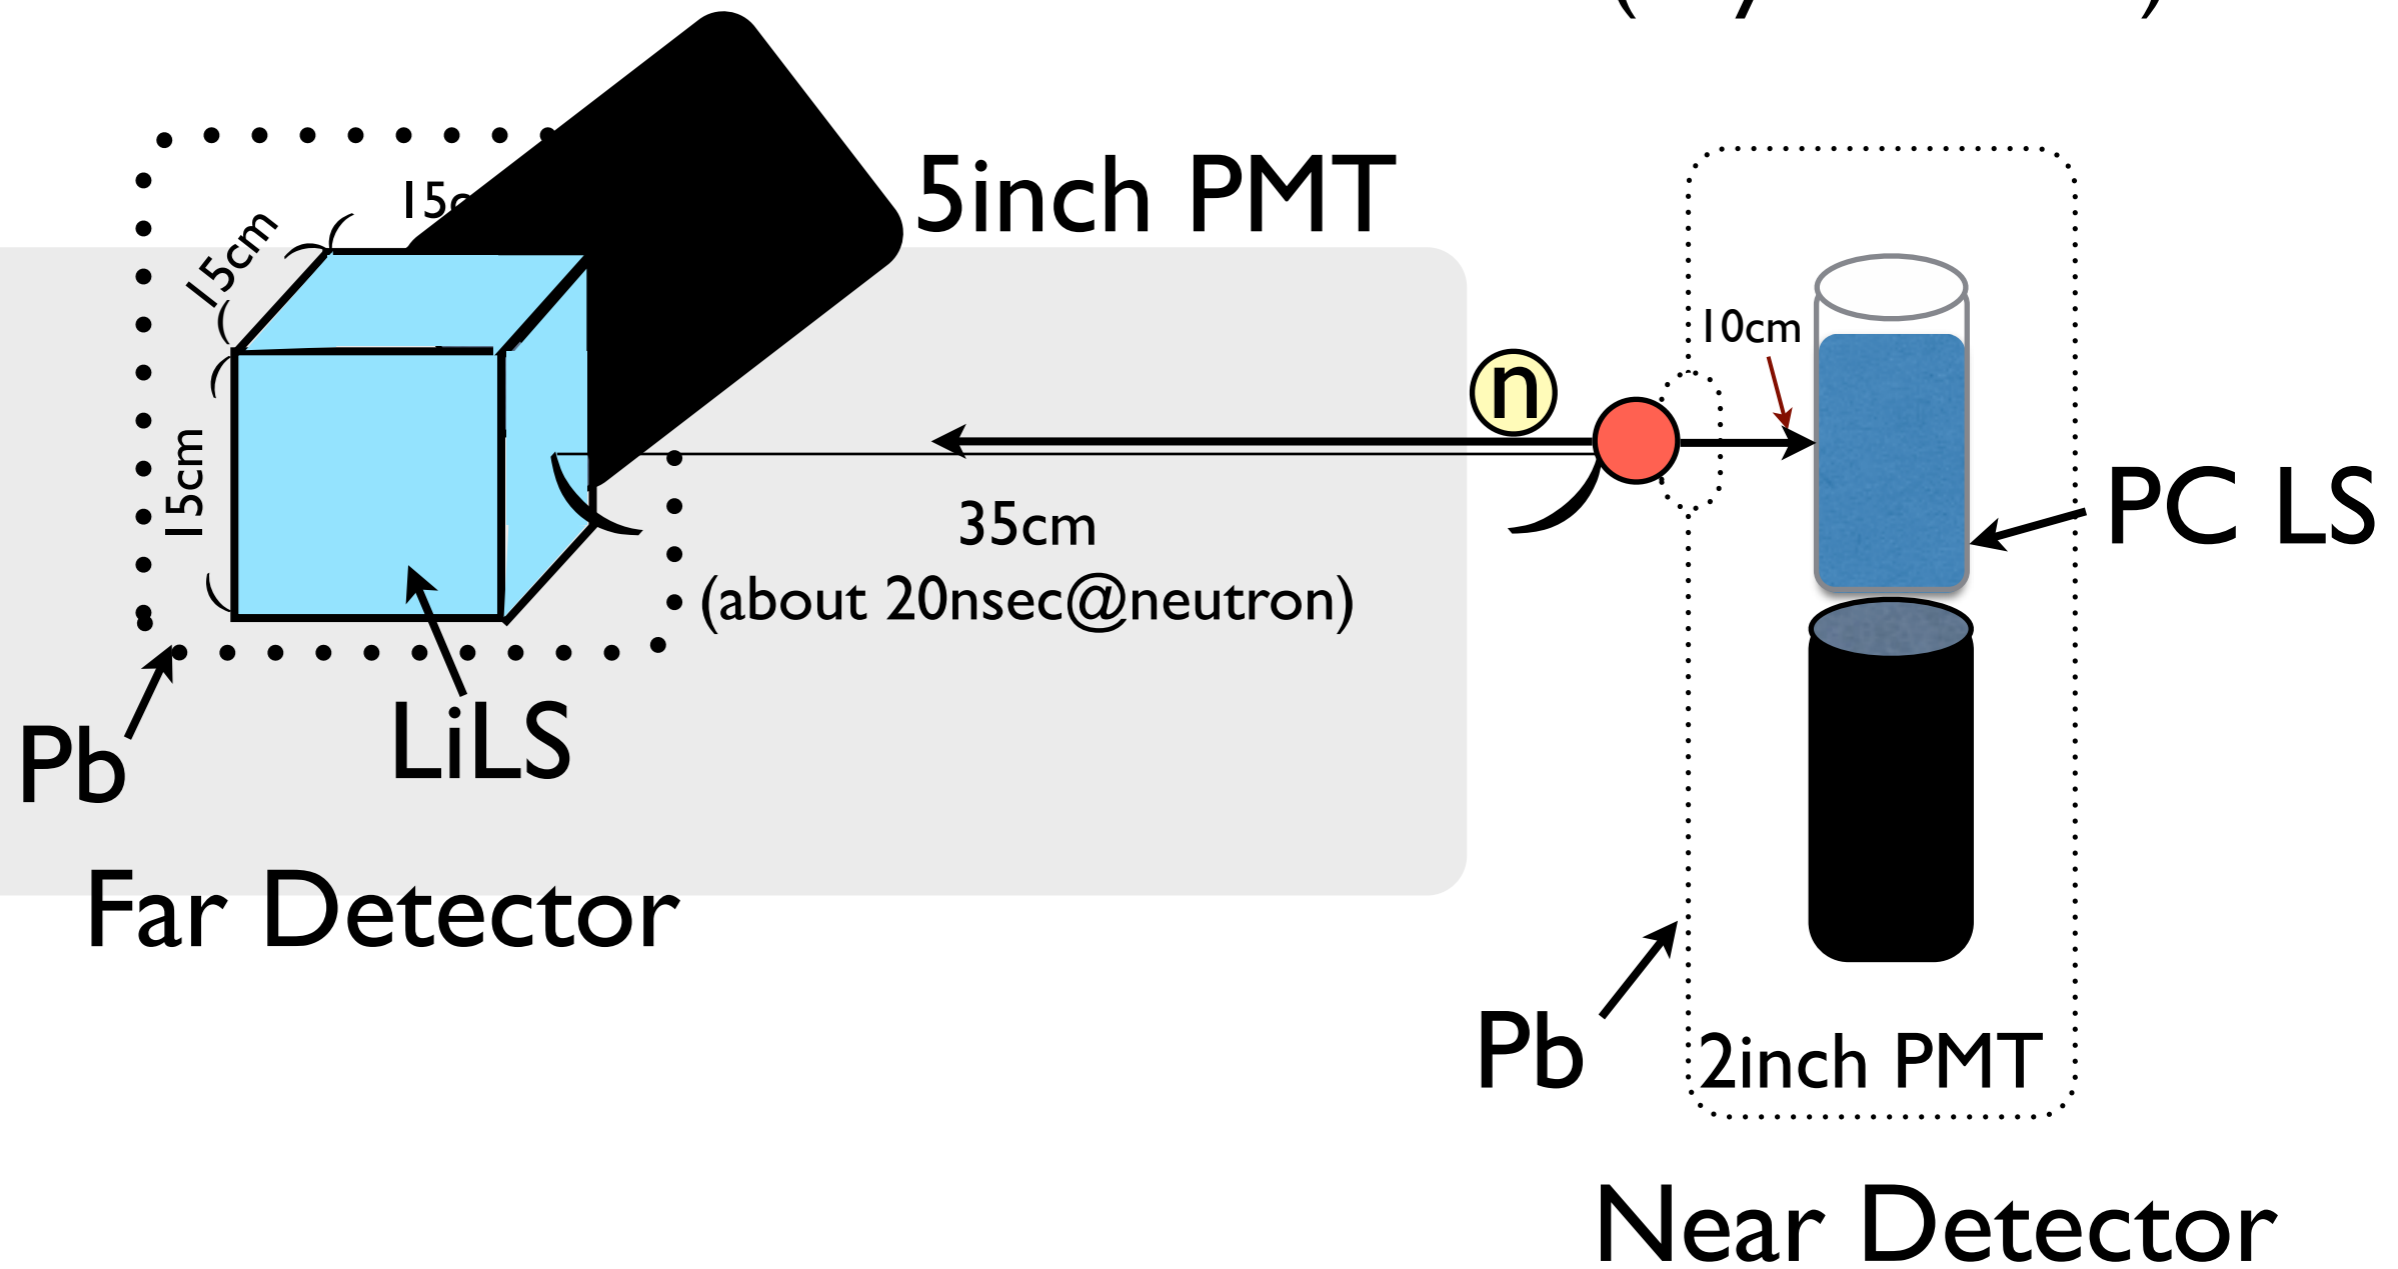 15cm
5inch PMT
15cm
10cm
n
15cm
PC LS
35cm
(about 20nsec@neutron)
LiLS
Pb
Far Detector
Pb
2inch PMT
Near Detector